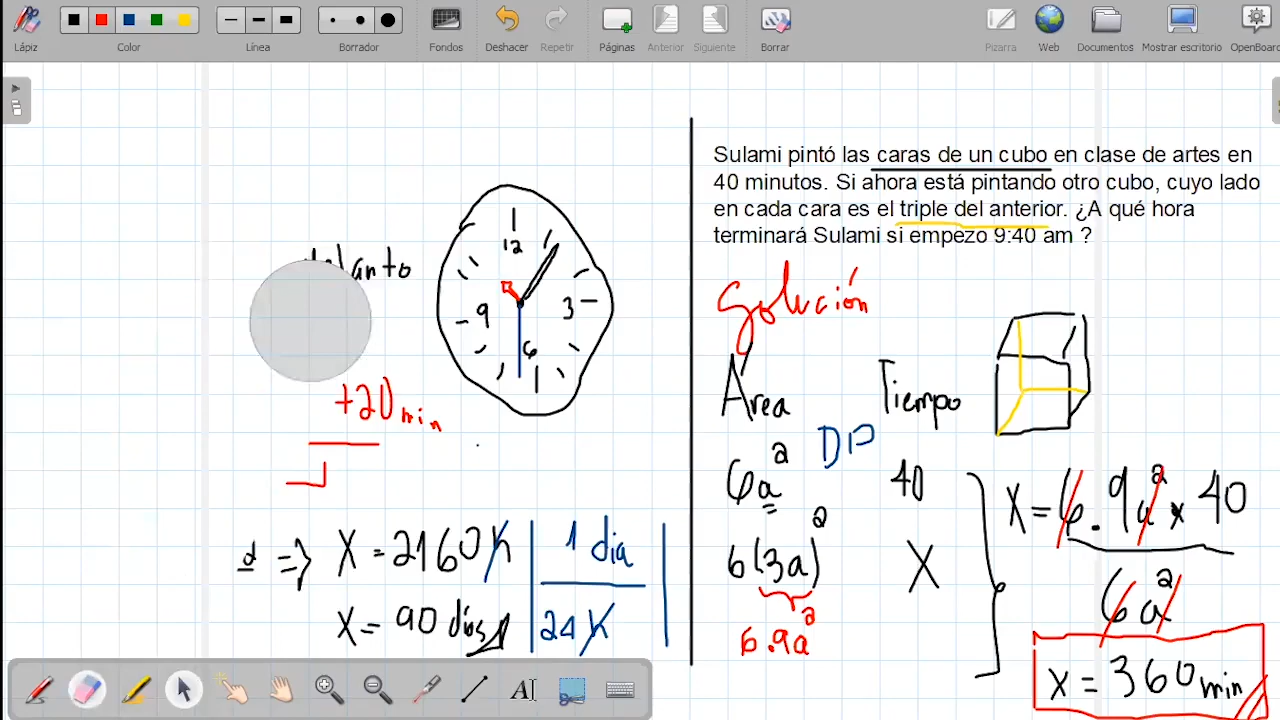 Lápiz Color Línea Borrador Fondos Deshacer Repetir Páginas Anterior Siguiente Borrar Pizarra Web Documentos Mostrar escritorio OpenBoard
Sulami pintó las caras de un cubo en clase de artes en
40 minutos. Si ahora está pintando otro cubo, cuyo lado
en cada cara es el triple del anterior. ¿A qué hora
terminará Sulami si empezo 9:40 am ?
12
9 3
6
+20 min
=> X = 2160 h | 1 dia
24 h
X = 90 días
Solución
Área Tiempo
DP
6a² 40
6(3a)² X
6.9a²
X = 6.9a² x 40
6a²
x = 360 min